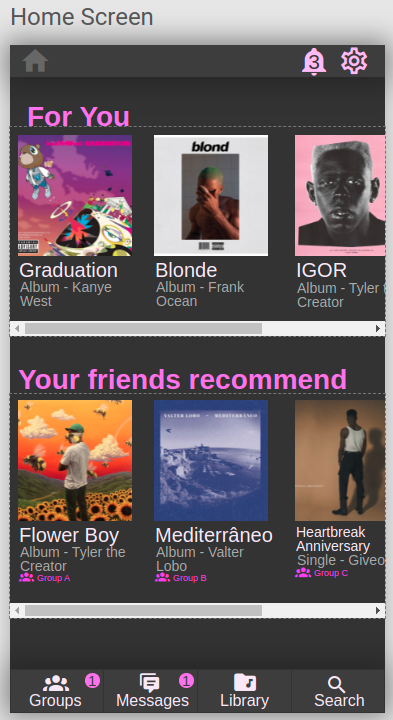 Home Screen
3
For You
blond
Graduation
Album - Kanye
West
Blonde
Album - Frank
Ocean
IGOR
Album - Tyler
Creator
Your friends recommend
VALTER LOBO — MEDITERRÂNEO
Flower Boy
Album - Tyler the
Creator
Group A
Mediterrâneo
Album - Valter
Lobo
Group B
Heartbreak
Anniversary
Single - Giveo
Group C
1
1
Groups
Messages
Library
Search